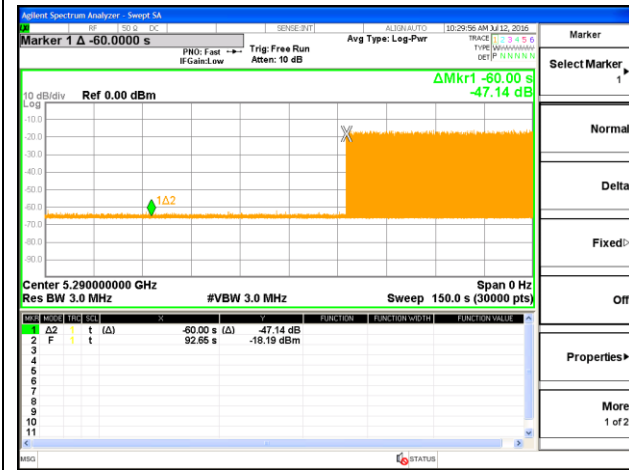 Agilent Spectrum Analyzer - Swept SA
RF 50 Ω DC SENSE:INT ALIGN AUTO 10:29:56 AM Jul 12, 2016
Marker 1 Δ -60.0000 s
PNO: Fast
IFGain:Low
Trig: Free Run
Atten: 10 dB
Avg Type: Log-Pwr
TRACE 1 2 3 4 5 6
TYPE
DET P N N N N N
ΔMkr1 -60.00 s
-47.14 dB
10 dB/div Ref 0.00 dBm
Log
-10.0
-20.0
-30.0
-40.0
-50.0
-60.0
-70.0
-80.0
-90.0
X
1Δ2
Center 5.290000000 GHz Span 0 Hz
Res BW 3.0 MHz #VBW 3.0 MHz Sweep 150.0 s (30000 pts)
MKR MODE TRC SCL X Y FUNCTION FUNCTION WIDTH FUNCTION VALUE
1 Δ2 1 t (Δ) -60.00 s (Δ) -47.14 dB
2 F 1 t 92.65 s -18.19 dBm
3
4
5
6
7
8
9
10
11
MSG STATUS
Marker
Select Marker
1
Normal
Delta
Fixed
Off
Properties
More
1 of 2